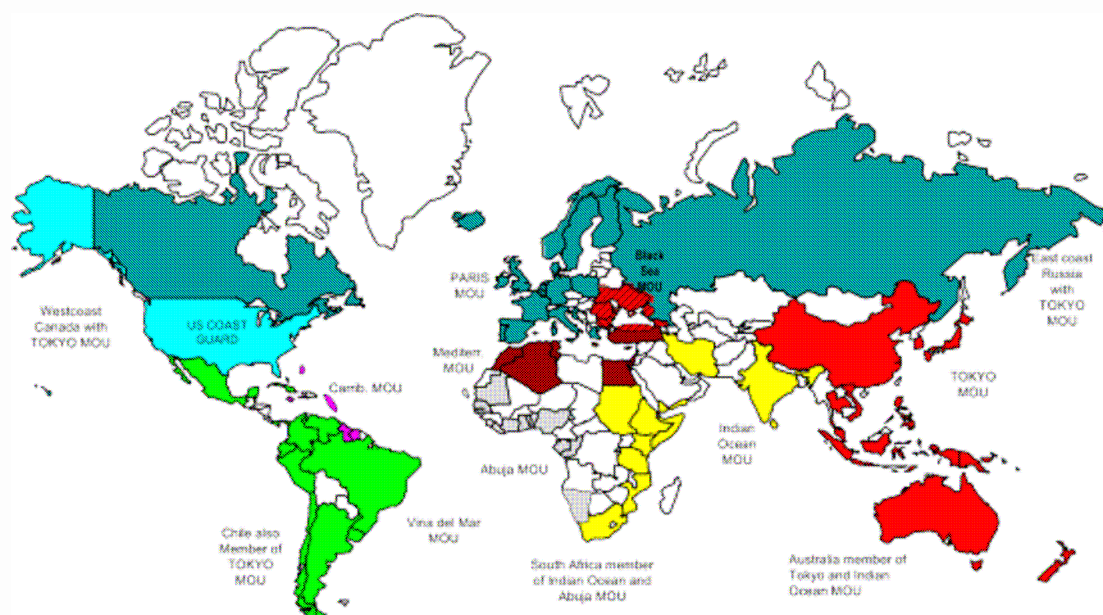 Black
Sea
MOU
PARIS
MOU
East coast
Russia
with
TOKYO
MOU
Westcoast
Canada with
TOKYO MOU
US COAST
GUARD
Mediterr.
MOU
Carrib. MOU
TOKYO
MOU
Indian
Ocean
MOU
Abuja MOU
Vina del Mar
MOU
Chile also
Member of
TOKYO
MOU
South Africa member
of Indian Ocean and
Abuja MOU
Australia member of
Tokyo and Indian
Ocean MOU